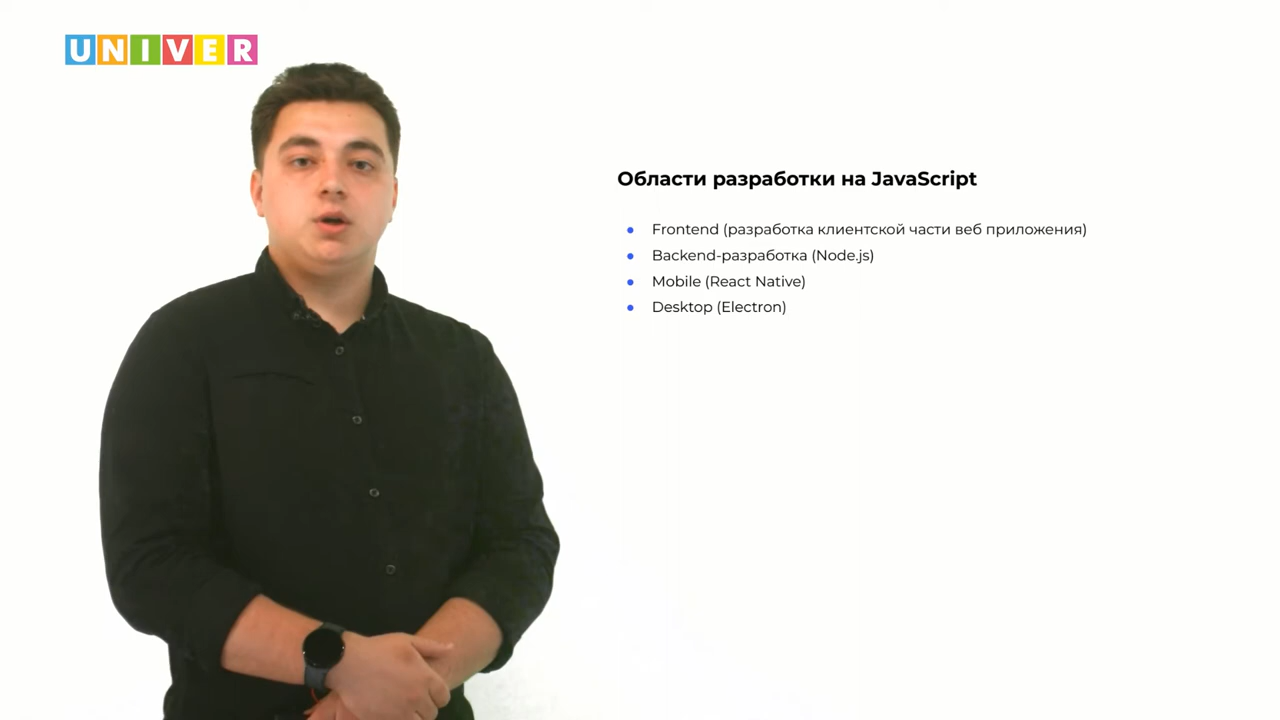 UNIVER
Области разработки на JavaScript
Frontend (разработка клиентской части веб приложения)
Backend-разработка (Node.js)
Mobile (React Native)
Desktop (Electron)